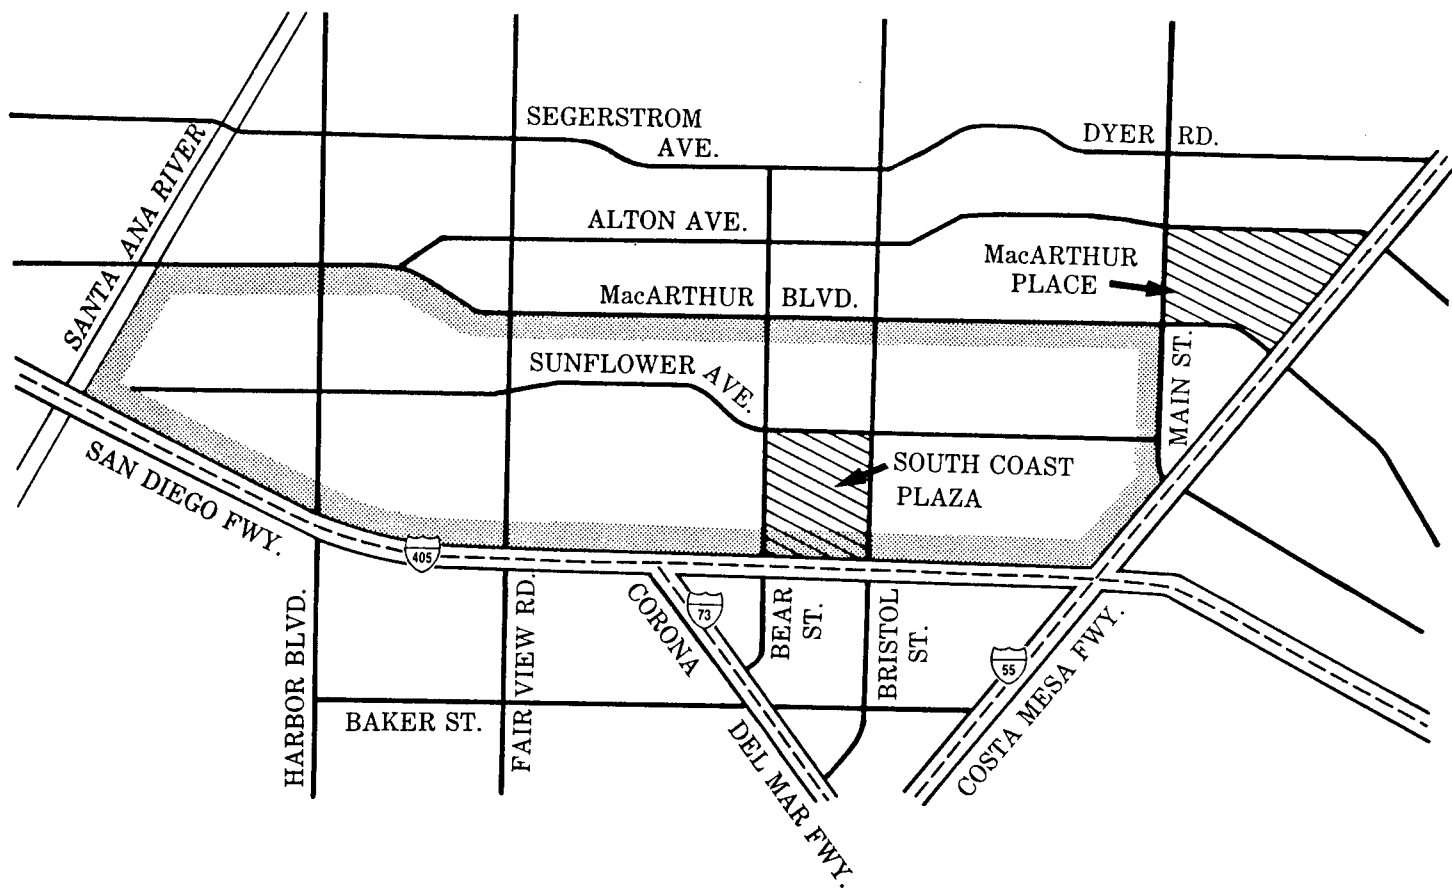 SEGERSTROM
AVE.
DYER RD.
SANTA ANA RIVER
ALTON AVE.
MacARTHUR
PLACE
MacARTHUR BLVD.
SUNFLOWER AVE.
MAIN ST.
SOUTH COAST
PLAZA
SAN DIEGO FWY.
405
HARBOR BLVD.
FAIRVIEW RD.
CORONA
DEL MAR FWY.
73
BEAR
ST.
BRISTOL
ST.
55
COSTA MESA FWY.
BAKER ST.